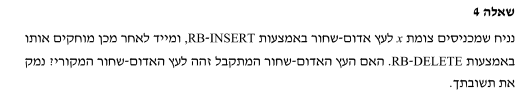 שאלה 4
נניח שמכניסים צומת x לעץ אדום-שחור באמצעות RB-INSERT, ומייד לאחר מכן מוחקים אותו
באמצעות RB-DELETE. האם העץ האדום-שחור המתקבל זהה לעץ האדום-שחור המקורי? נמק
את תשובתך.